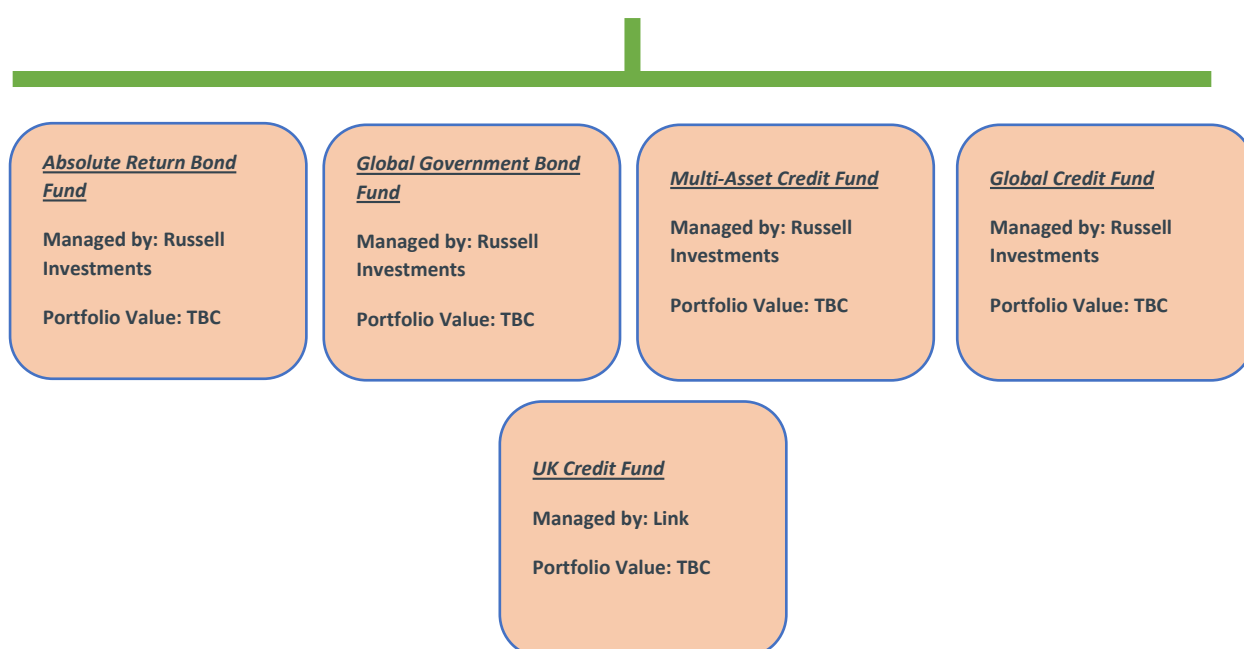 Absolute Return Bond
Fund
Managed by: Russell
Investments
Portfolio Value: TBC
Global Government Bond
Fund
Managed by: Russell
Investments
Portfolio Value: TBC
Multi-Asset Credit Fund
Managed by: Russell
Investments
Portfolio Value: TBC
Global Credit Fund
Managed by: Russell
Investments
Portfolio Value: TBC
UK Credit Fund
Managed by: Link
Portfolio Value: TBC